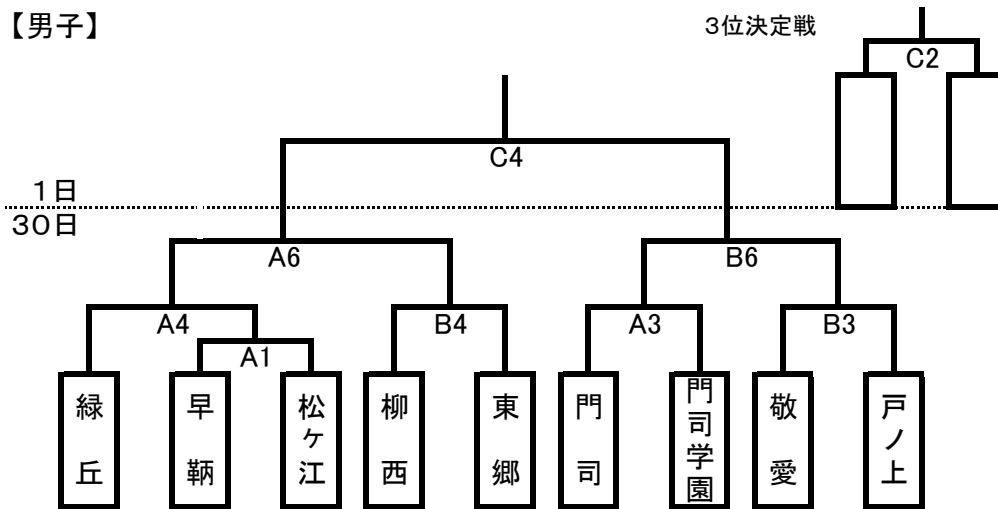 【男子】
3位決定戦
C2
C4
1日
30日
A6
B6
A4
B4
A3
B3
A1
緑丘
早鞆
松ヶ江
柳西
東郷
門司
門司学園
敬愛
戸ノ上